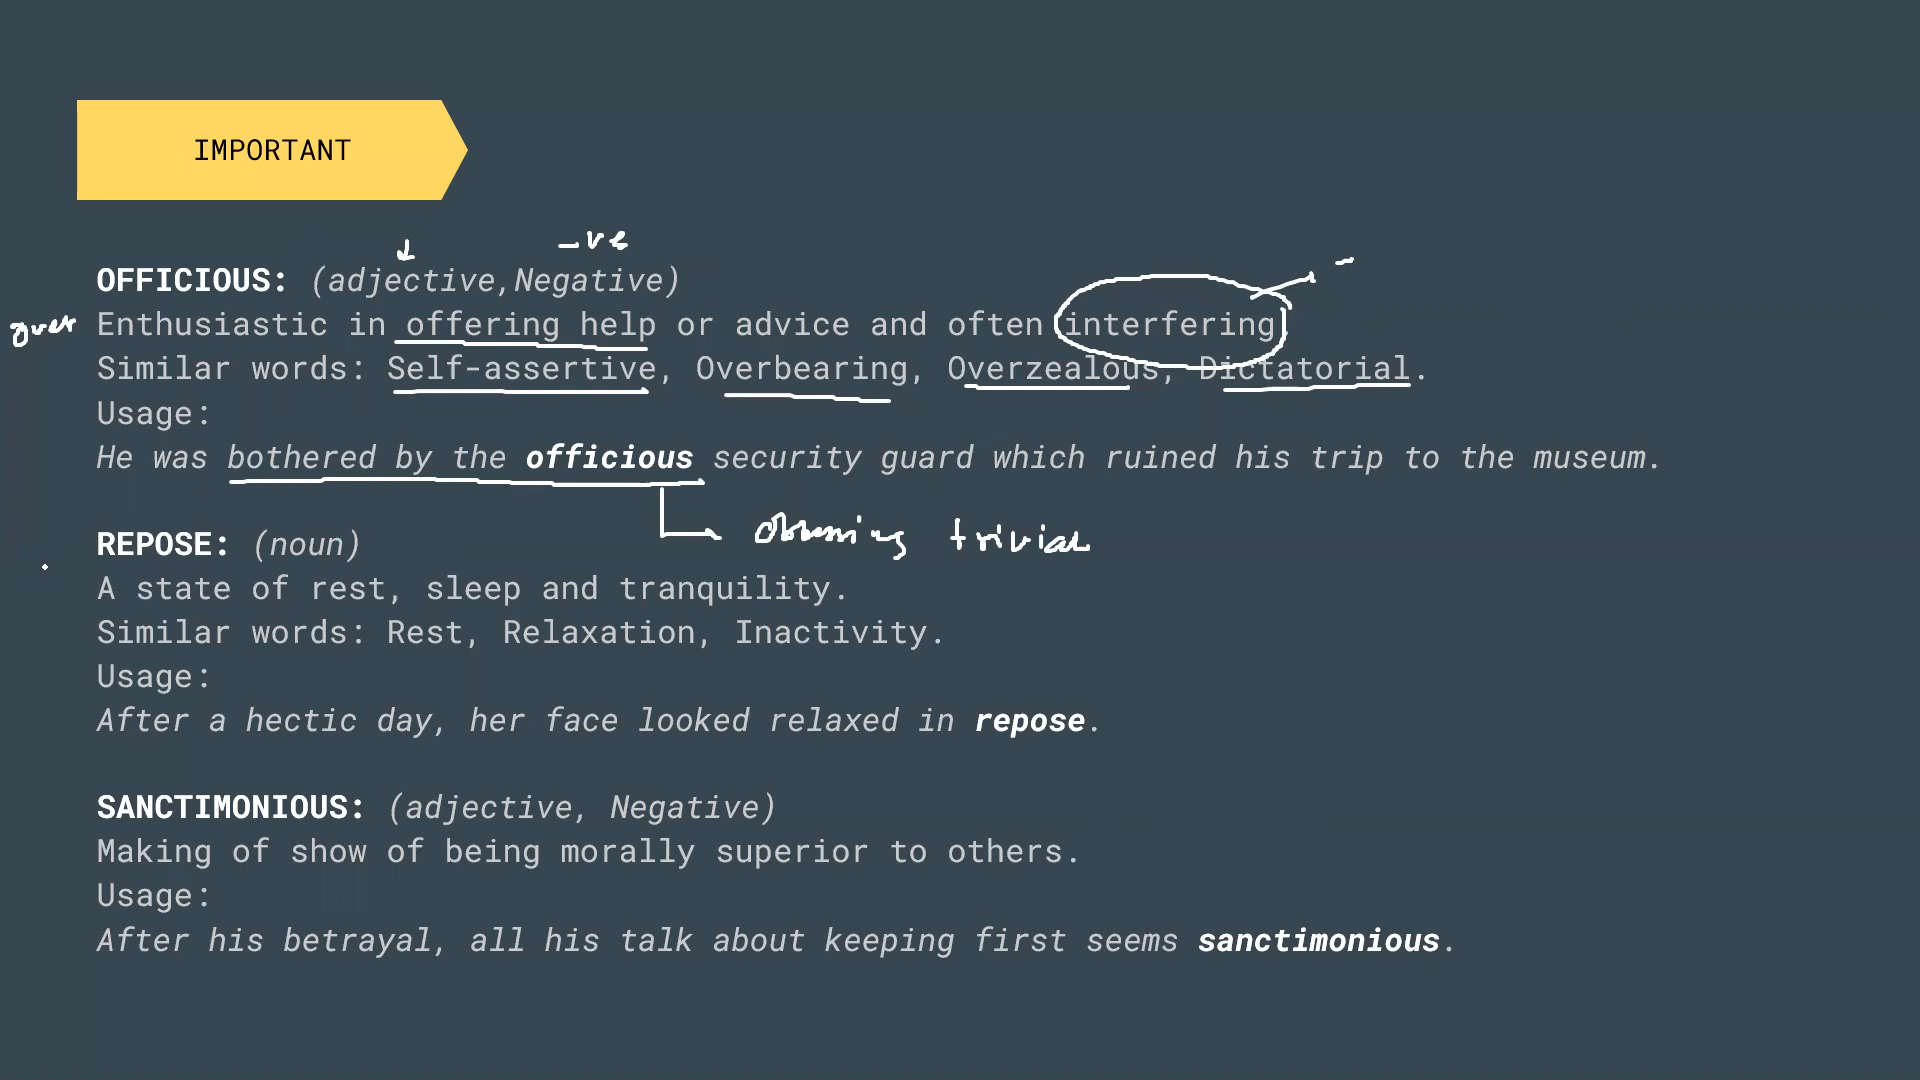 IMPORTANT
-ve
OFFICIOUS: (adjective,Negative)
Enthusiastic in offering help or advice and often interfering.
Similar words: Self-assertive, Overbearing, Overzealous, Dictatorial.
Usage:
He was bothered by the officious security guard which ruined his trip to the museum.
trivial
REPOSE: (noun)
A state of rest, sleep and tranquility.
Similar words: Rest, Relaxation, Inactivity.
Usage:
After a hectic day, her face looked relaxed in repose.
SANCTIMONIOUS: (adjective, Negative)
Making of show of being morally superior to others.
Usage:
After his betrayal, all his talk about keeping first seems sanctimonious.